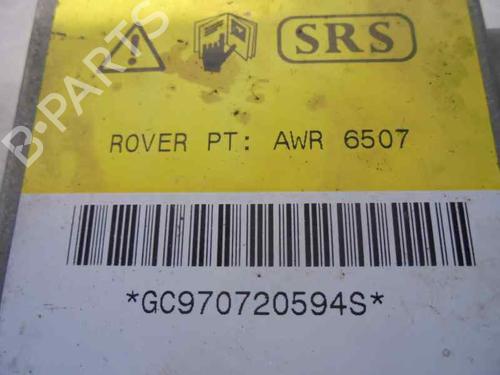 SRS
ROVER PT: AWR 6507
*GC970720594S*
B-PARTS